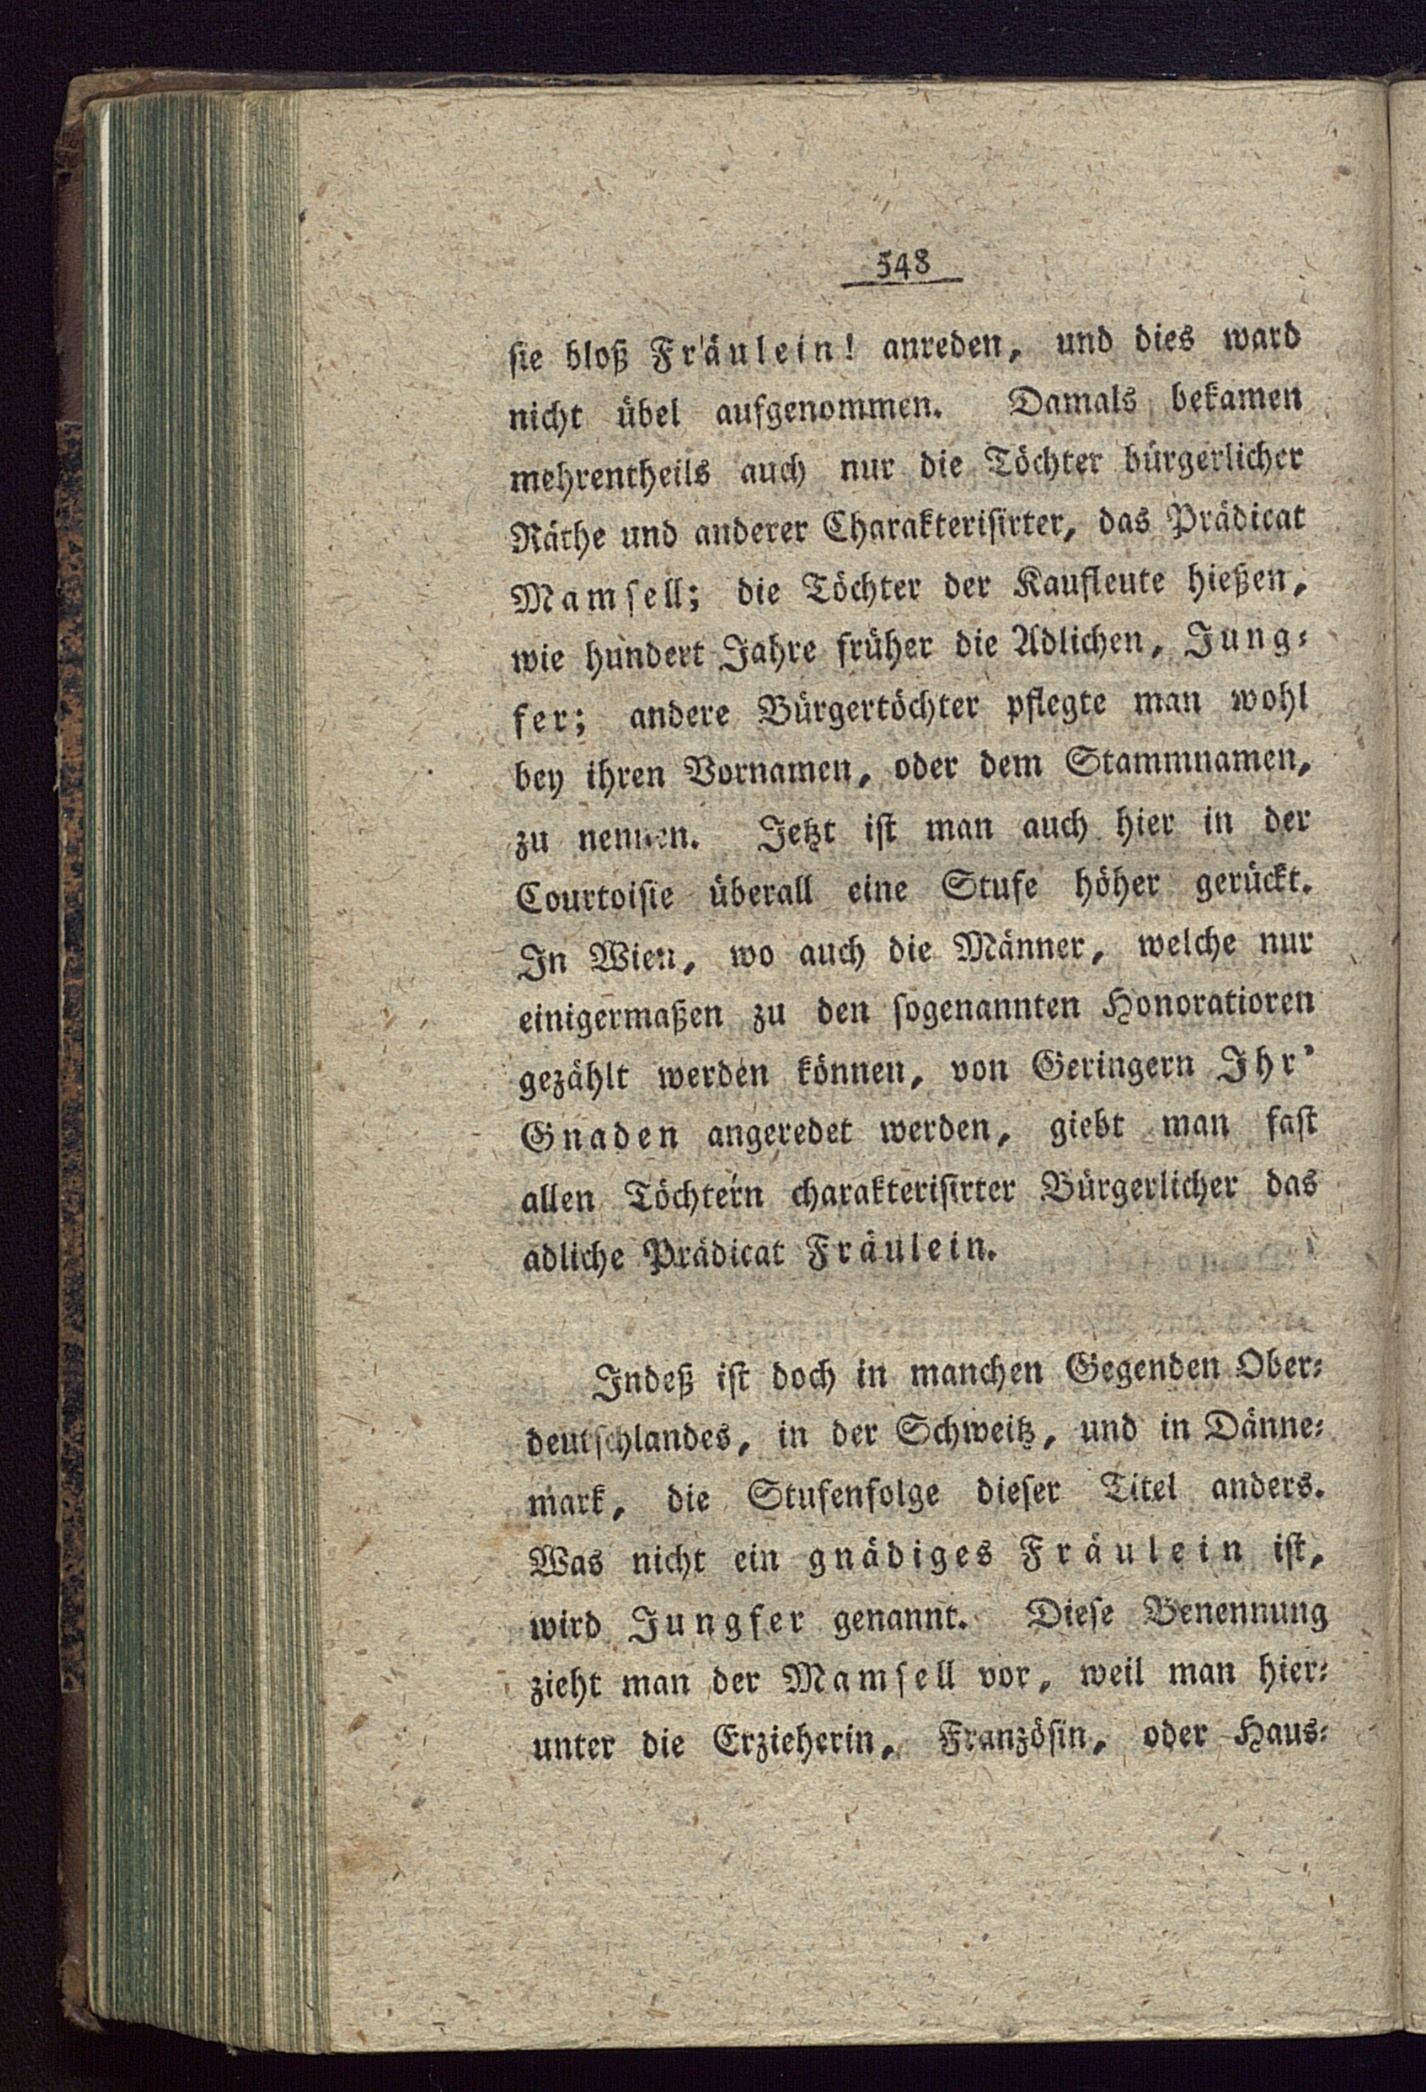 548
sie bloß Fräulein! anreden, und dies ward
nicht übel aufgenommen. Damals bekamen
mehrentheils auch nur die Töchter bürgerlicher
Räthe und anderer Charakterisirter, das Prädicat
Mamsell; die Töchter der Kaufleute hießen,
wie hundert Jahre früher die Adlichen, Jung-
fer; andere Bürgertöchter pflegte man wohl
bey ihren Vornamen, oder dem Stammnamen,
zu nennen. Jetzt ist man auch hier in der
Courtoisie überall eine Stufe höher gerückt.
In Wien, wo auch die Männer, welche nur
einigermaßen zu den sogenannten Honoratioren
gezählt werden können, von Geringern Ihr'
Gnaden angeredet werden, giebt man fast
allen Töchtern charakterisirter Bürgerlicher das
adliche Prädicat Fräulein.
Indeß ist doch in manchen Gegenden Ober-
deutschlandes, in der Schweitz, und in Dänne-
mark, die Stufenfolge dieser Titel anders.
Was nicht ein gnädiges Fräulein ist,
wird Jungfer genannt. Diese Benennung
zieht man der Mamsell vor, weil man hier-
unter die Erzieherin, Französin, oder Haus-